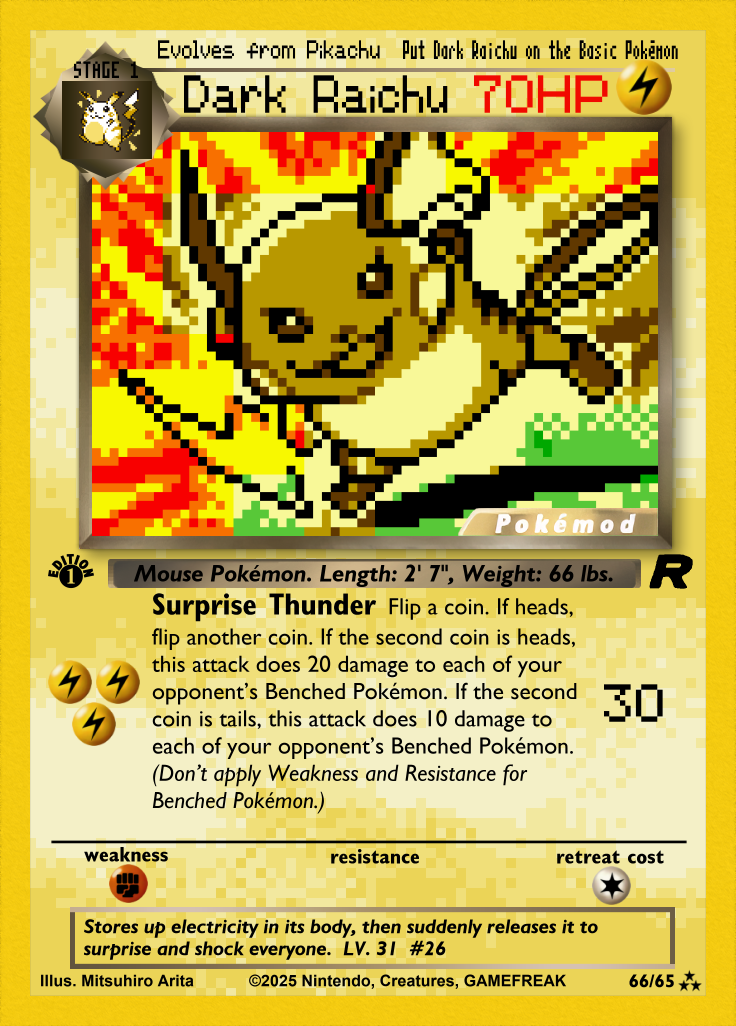 Evolves from Pikachu Put Dark Raichu on the Basic Pokémon
STAGE 1
Dark Raichu 70HP
Pokémod
EDITION
1
Mouse Pokémon. Length: 2' 7", Weight: 66 lbs.
R
Surprise Thunder Flip a coin. If heads,
flip another coin. If the second coin is heads,
this attack does 20 damage to each of your
opponent's Benched Pokémon. If the second
coin is tails, this attack does 10 damage to
each of your opponent's Benched Pokémon.
(Don't apply Weakness and Resistance for
Benched Pokémon.)
30
weakness resistance retreat cost
Stores up electricity in its body, then suddenly releases it to
surprise and shock everyone. LV. 31 #26
Illus. Mitsuhiro Arita ©2025 Nintendo, Creatures, GAMEFREAK 66/65